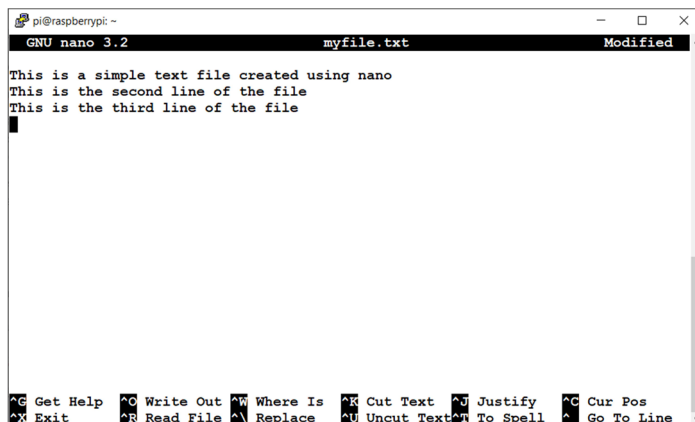 pi@raspberrypi: ~
GNU nano 3.2 myfile.txt Modified
This is a simple text file created using nano
This is the second line of the file
This is the third line of the file
^G Get Help ^O Write Out ^W Where Is ^K Cut Text ^J Justify ^C Cur Pos
^X Exit ^R Read File ^\ Replace ^U Uncut Text ^T To Spell ^ Go To Line